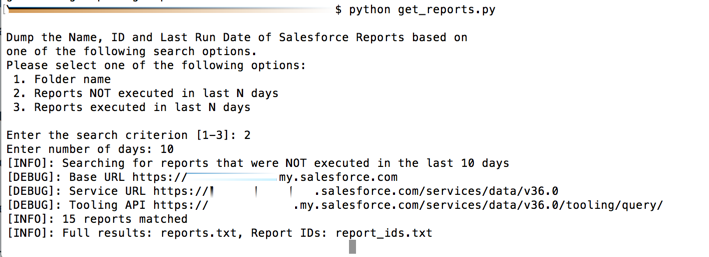 $ python get_reports.py
Dump the Name, ID and Last Run Date of Salesforce Reports based on
one of the following search options.
Please select one of the following options:
1. Folder name
2. Reports NOT executed in last N days
3. Reports executed in last N days
Enter the search criterion [1-3]: 2
Enter number of days: 10
[INFO]: Searching for reports that were NOT executed in the last 10 days
[DEBUG]: Base URL https:// my.salesforce.com
[DEBUG]: Service URL https:// .salesforce.com/services/data/v36.0
[DEBUG]: Tooling API https:// .my.salesforce.com/services/data/v36.0/tooling/query/
[INFO]: 15 reports matched
[INFO]: Full results: reports.txt, Report IDs: report_ids.txt